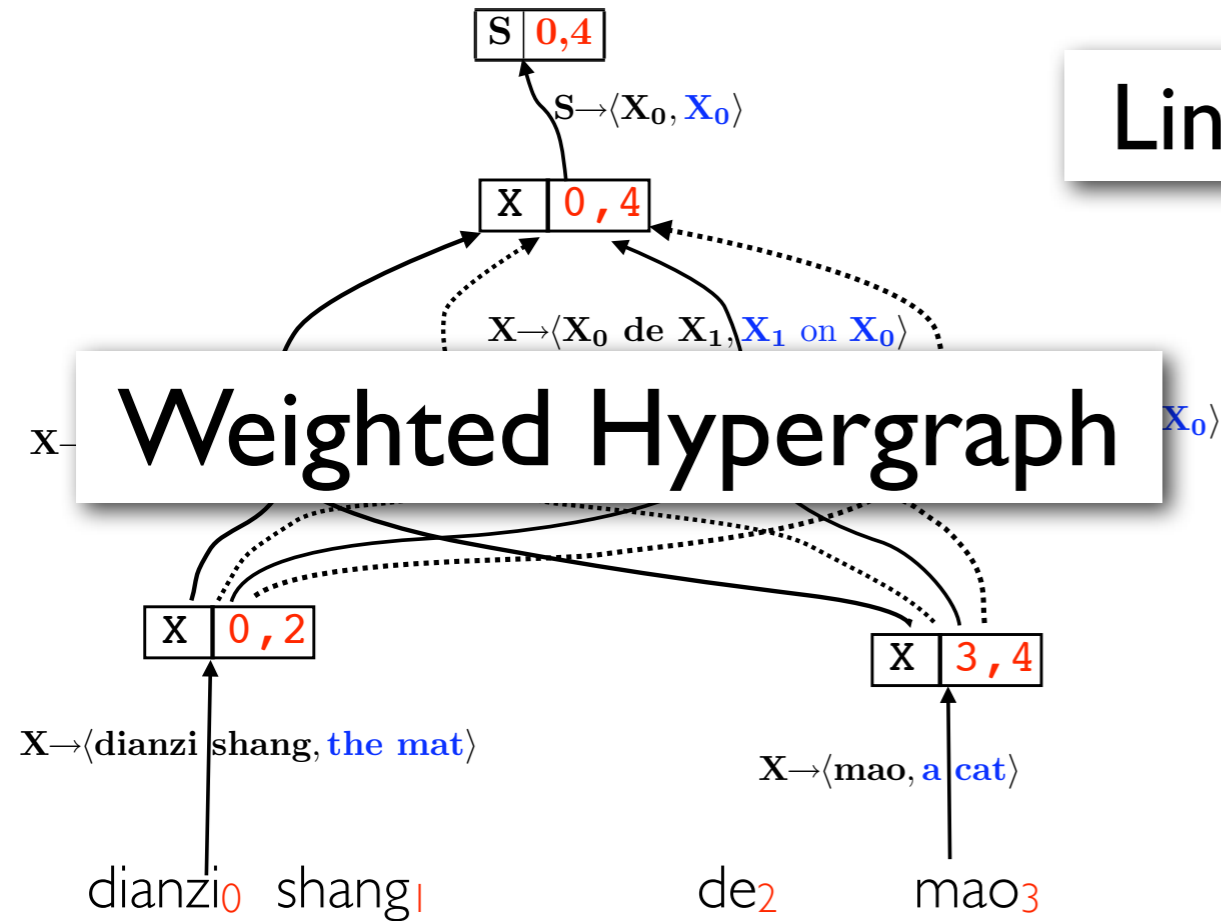 S 0,4
S→⟨X₀, X₀⟩
Lin
X 0,4
X→⟨X₀ de X₁, X₁ on X₀⟩
Weighted Hypergraph
X→ X₀⟩
X 0,2
X 3,4
X→⟨dianzi shang, the mat⟩
X→⟨mao, a cat⟩
dianzi₀ shang₁ de₂ mao₃